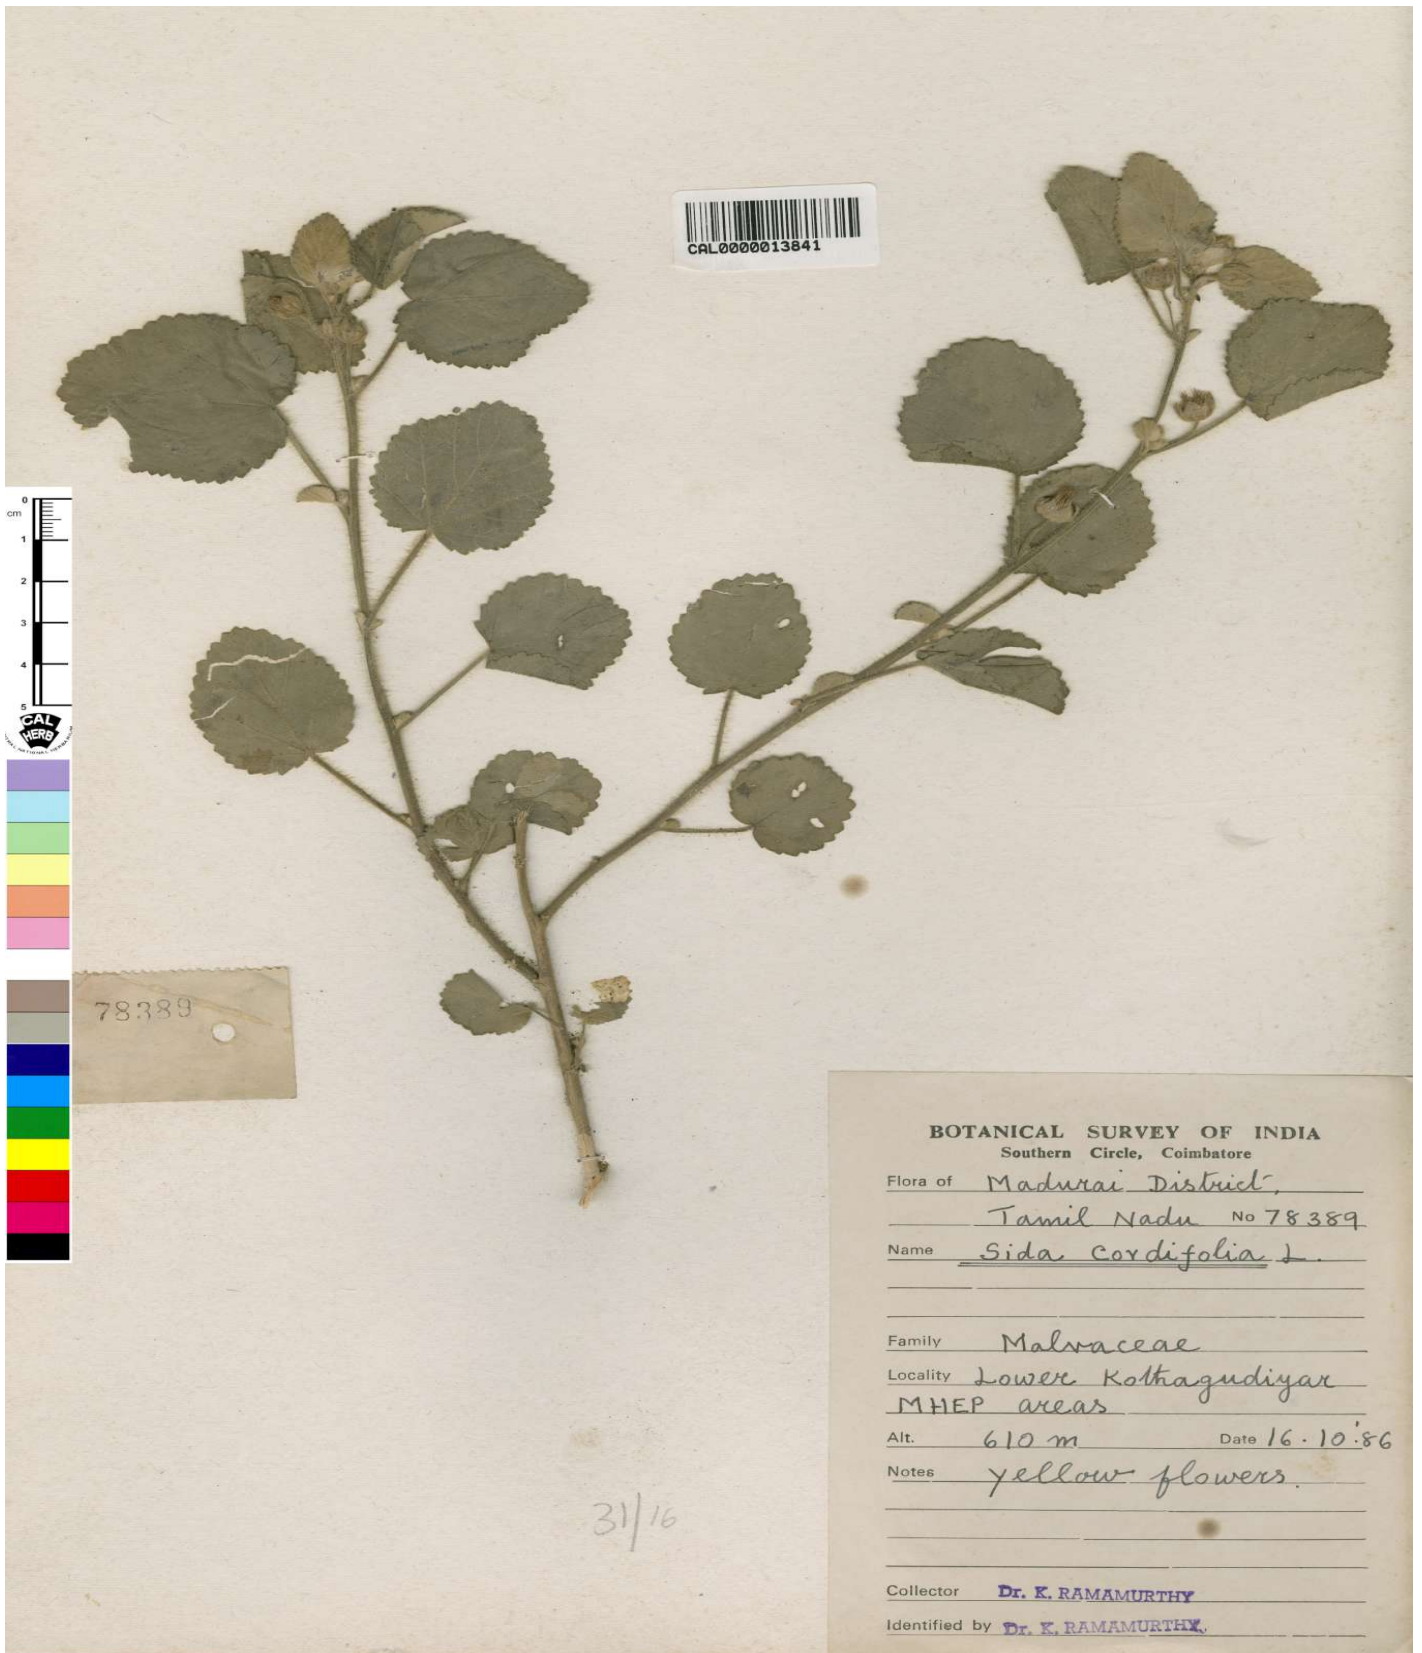 CAL0000013841
0
cm
1
2
3
4
5
CAL
HERB
78389
BOTANICAL SURVEY OF INDIA
Southern Circle, Coimbatore
Flora of Madurai District,
Tamil Nadu No 78389
Name Sida cordifolia L.
Family Malvaceae
Locality Lower Kothagudiyar
MHEP areas
Alt. 610 m Date 16.10.'86
Notes yellow flowers.
31/16
Collector Dr. K. RAMAMURTHY
Identified by Dr. K. RAMAMURTHY.